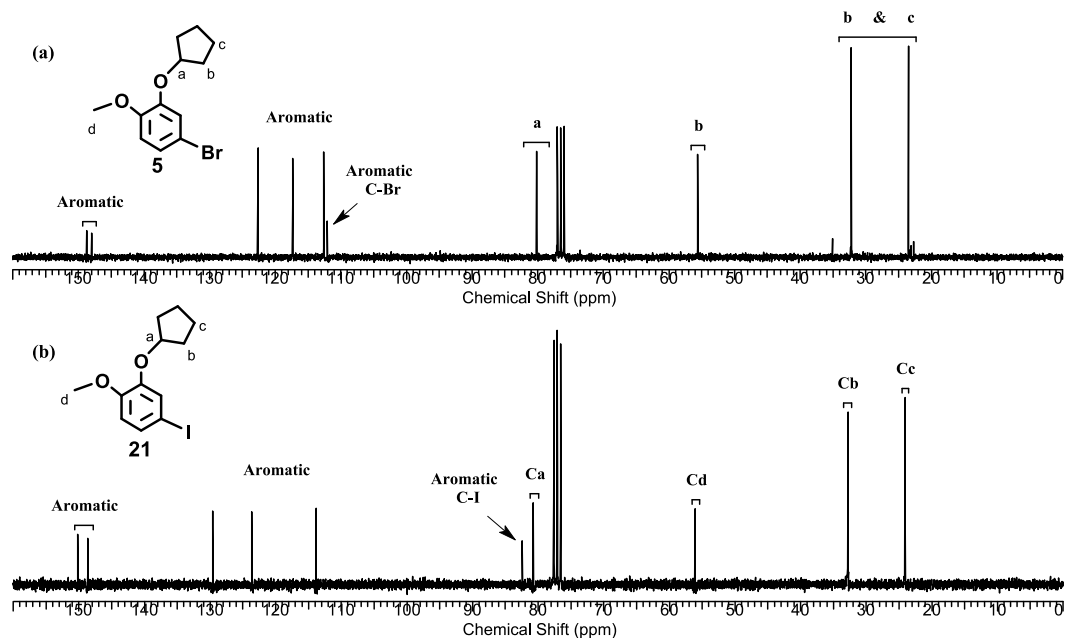 (a)
c
a
b
O
O
d
Br
5
b & c
Aromatic
a
b
Aromatic
C-Br
Aromatic
150 140 130 120 110 100 90 80 70 60 50 40 30 20 10 0
Chemical Shift (ppm)
(b)
c
a
b
O
O
d
I
21
Cb
Cc
Aromatic
Aromatic
C-I
Ca
Cd
Aromatic
150 140 130 120 110 100 90 80 70 60 50 40 30 20 10 0
Chemical Shift (ppm)